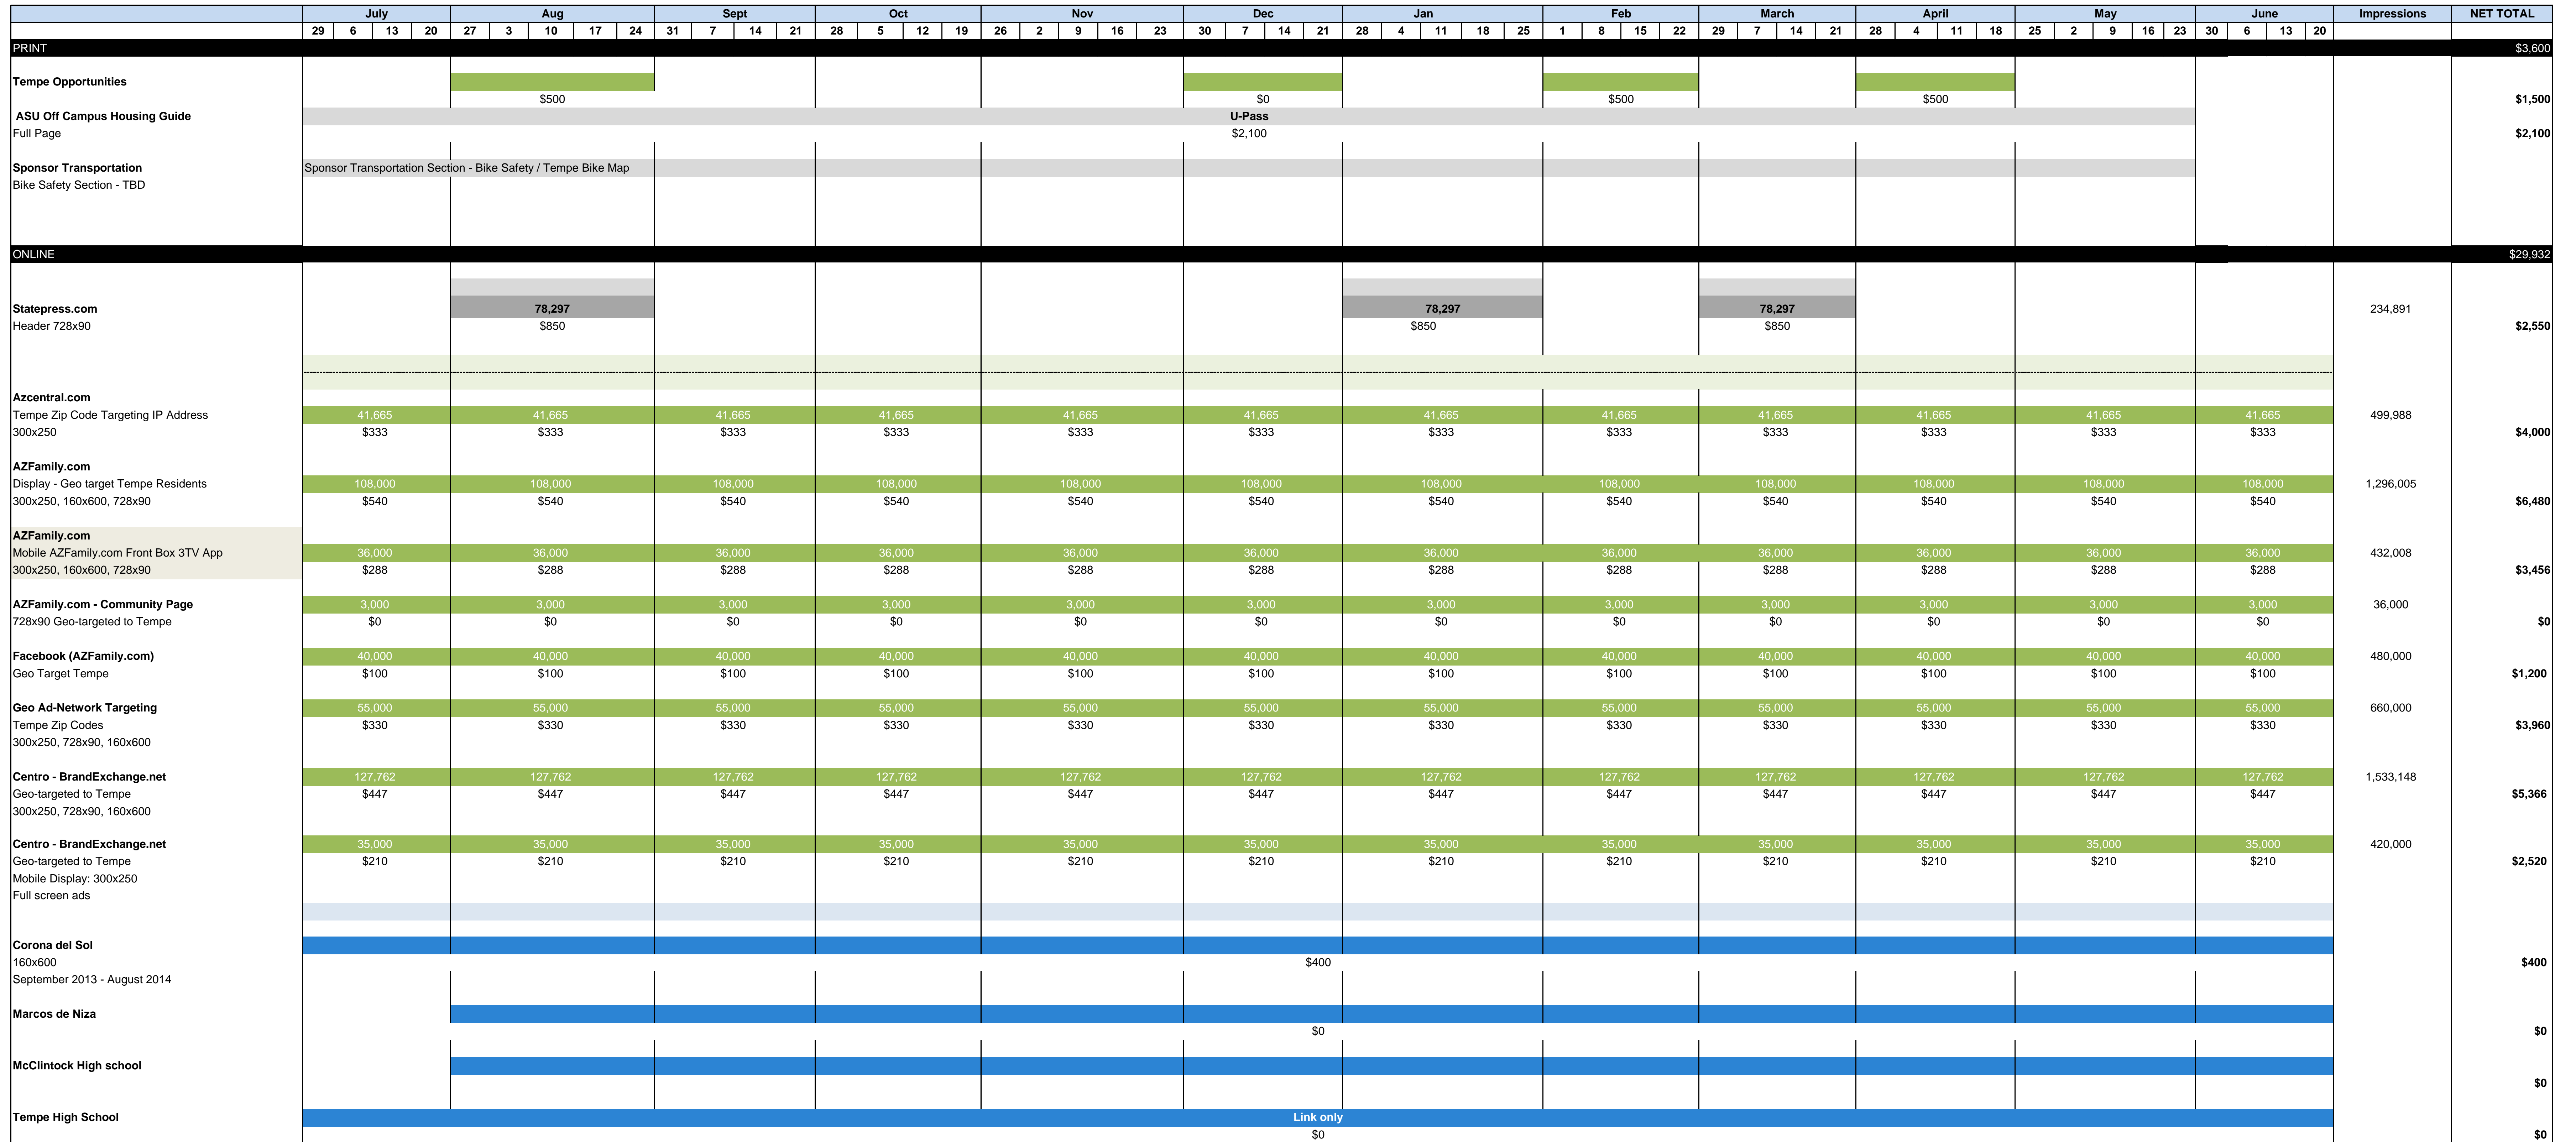 July Aug Sept Oct Nov Dec Jan Feb March April May June Impressions NET TOTAL
29 6 13 20 27 3 10 17 24 31 7 14 21 28 5 12 19 26 2 9 16 23 30 7 14 21 28 4 11 18 25 1 8 15 22 29 7 14 21 28 4 11 18 25 2 9 16 23 30 6 13 20
PRINT $3,600
Tempe Opportunities
$500 $0 $500 $500 $1,500
ASU Off Campus Housing Guide U-Pass
Full Page $2,100 $2,100
Sponsor Transportation Sponsor Transportation Section - Bike Safety / Tempe Bike Map
Bike Safety Section - TBD
ONLINE $29,932
Statepress.com 78,297 78,297 78,297 234,891
Header 728x90 $850 $850 $850 $2,550
Azcentral.com
Tempe Zip Code Targeting IP Address 41,665 41,665 41,665 41,665 41,665 41,665 41,665 41,665 41,665 41,665 41,665 41,665 499,988
300x250 $333 $333 $333 $333 $333 $333 $333 $333 $333 $333 $333 $333 $4,000
AZFamily.com
Display - Geo target Tempe Residents 108,000 108,000 108,000 108,000 108,000 108,000 108,000 108,000 108,000 108,000 108,000 108,000 1,296,005
300x250, 160x600, 728x90 $540 $540 $540 $540 $540 $540 $540 $540 $540 $540 $540 $540 $6,480
AZFamily.com
Mobile AZFamily.com Front Box 3TV App 36,000 36,000 36,000 36,000 36,000 36,000 36,000 36,000 36,000 36,000 36,000 36,000 432,008
300x250, 160x600, 728x90 $288 $288 $288 $288 $288 $288 $288 $288 $288 $288 $288 $288 $3,456
AZFamily.com - Community Page 3,000 3,000 3,000 3,000 3,000 3,000 3,000 3,000 3,000 3,000 3,000 3,000 36,000
728x90 Geo-targeted to Tempe $0 $0 $0 $0 $0 $0 $0 $0 $0 $0 $0 $0 $0
Facebook (AZFamily.com) 40,000 40,000 40,000 40,000 40,000 40,000 40,000 40,000 40,000 40,000 40,000 40,000 480,000
Geo Target Tempe $100 $100 $100 $100 $100 $100 $100 $100 $100 $100 $100 $100 $1,200
Geo Ad-Network Targeting 55,000 55,000 55,000 55,000 55,000 55,000 55,000 55,000 55,000 55,000 55,000 55,000 660,000
Tempe Zip Codes $330 $330 $330 $330 $330 $330 $330 $330 $330 $330 $330 $330 $3,960
300x250, 728x90, 160x600
Centro - BrandExchange.net 127,762 127,762 127,762 127,762 127,762 127,762 127,762 127,762 127,762 127,762 127,762 127,762 1,533,148
Geo-targeted to Tempe $447 $447 $447 $447 $447 $447 $447 $447 $447 $447 $447 $447 $5,366
300x250, 728x90, 160x600
Centro - BrandExchange.net 35,000 35,000 35,000 35,000 35,000 35,000 35,000 35,000 35,000 35,000 35,000 35,000 420,000
Geo-targeted to Tempe $210 $210 $210 $210 $210 $210 $210 $210 $210 $210 $210 $210 $2,520
Mobile Display: 300x250
Full screen ads
Corona del Sol
160x600 $400 $400
September 2013 - August 2014
Marcos de Niza
$0 $0
McClintock High school
$0
Tempe High School Link only
$0 $0